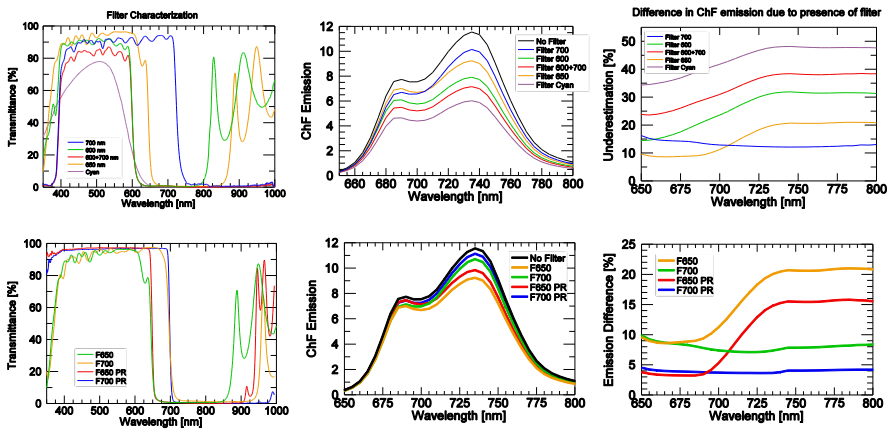 Filter Characterization
Transmittance [%]
100
80
60
40
20
0
700 nm
600 nm
600+700 nm
650 nm
Cyan
400 500 600 700 800 900 1000
Wavelength [nm]
ChF Emission
12
10
8
6
4
2
0
No Filter
Filter 700
Filter 600
Filter 600+700
Filter 650
Filter Cyan
660 680 700 720 740 760 780 800
Wavelength [nm]
Difference in ChF emission due to presence of filter
Underestimation [%]
50
40
30
20
10
0
Filter 700
Filter 600
Filter 600+700
Filter 650
Filter Cyan
650 675 700 725 750 775 800
Wavelength [nm]
Transmittance [%]
100
80
60
40
20
0
F650
F700
F650 PR
F700 PR
400 500 600 700 800 900 1000
Wavelength [nm]
ChF Emission
12
10
8
6
4
2
0
No Filter
F650
F700
F650 PR
F700 PR
650 675 700 725 750 775 800
Wavelength [nm]
Emission Difference [%]
25
20
15
10
5
0
F650
F700
F650 PR
F700 PR
650 675 700 725 750 775 800
Wavelength [nm]